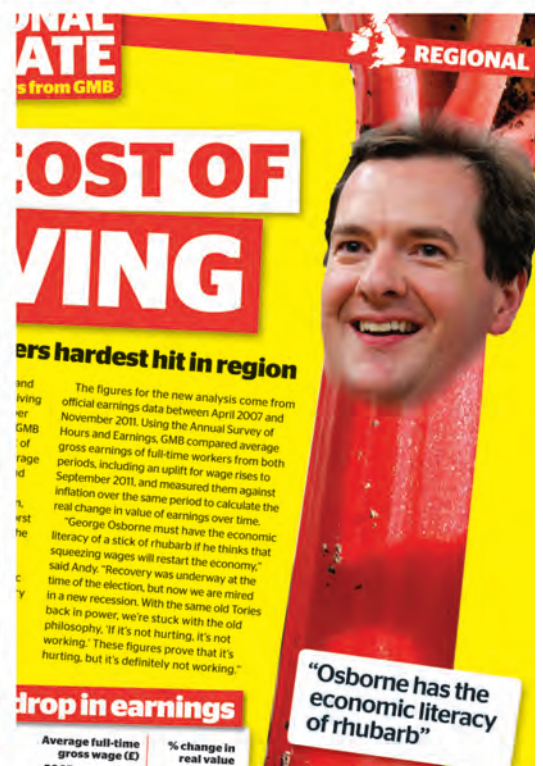 ONAL
ATE
s from GMB
REGIONAL
COST OF
VING
ers hardest hit in region
and
iving
er
GMB
of
rage
d
n,
rst
he
c
y
The figures for the new analysis come from
official earnings data between April 2007 and
November 2011. Using the Annual Survey of
Hours and Earnings, GMB compared average
gross earnings of full-time workers from both
periods, including an uplift for wage rises to
September 2011, and measured them against
inflation over the same period to calculate the
real change in value of earnings over time.
"George Osborne must have the economic
literacy of a stick of rhubarb if he thinks that
squeezing wages will restart the economy,"
said Andy. "Recovery was underway at the
time of the election, but now we are mired
in a new recession. With the same old Tories
back in power, we're stuck with the old
philosophy, 'If it's not hurting, it's not
working.' These figures prove that it's
hurting, but it's definitely not working."
"Osborne has the
economic literacy
of rhubarb"
drop in earnings
Average full-time
gross wage (£)
% change in
real value